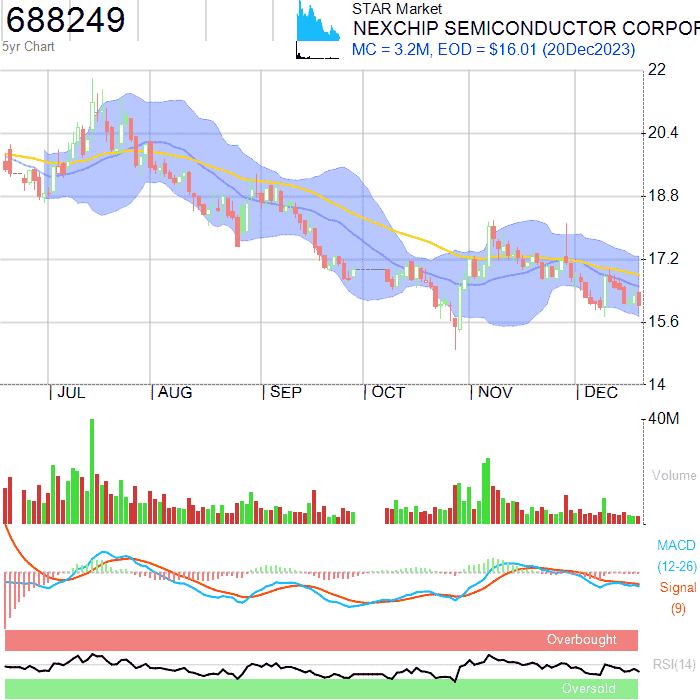 688249
5yr Chart
STAR Market
NEXCHIP SEMICONDUCTOR CORPOR
MC = 3.2M, EOD = $16.01 (20Dec2023)
22
20.4
18.8
17.2
15.6
14
JUL AUG SEP OCT NOV DEC
40M
Volume
MACD
(12-26)
Signal
(9)
Overbought
RSI(14)
Oversold